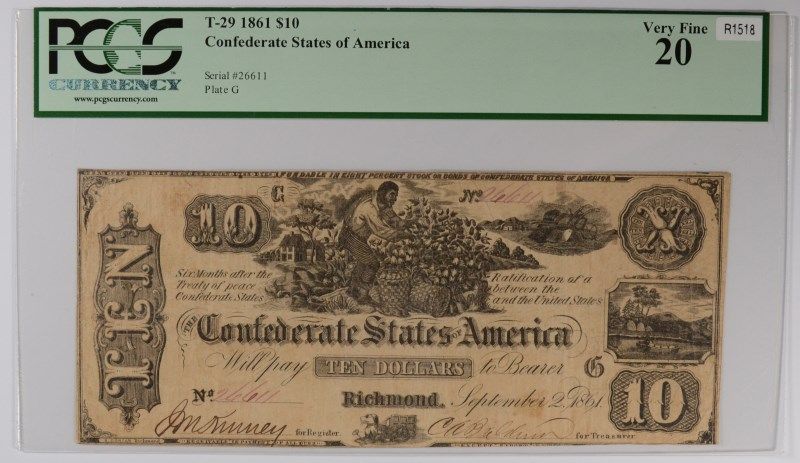 PCGS
CURRENCY
www.pcgscurrency.com
T-29 1861 $10
Confederate States of America
Serial #26611
Plate G
Very Fine
20
R1518
FUNDABLE IN EIGHT PERCENT STOCK OR BONDS OF CONFEDERATE STATES OF AMERICA
10
G
No 26611
TEN
Six Months after the
Treaty of peace
Confederate States
Ratification of a
between the
and the United States
THE
Confederate States of America
Will pay TEN DOLLARS to Bearer
G
No 26611
Richmond, September 2, 1861.
for Register.
for Treasurer
10